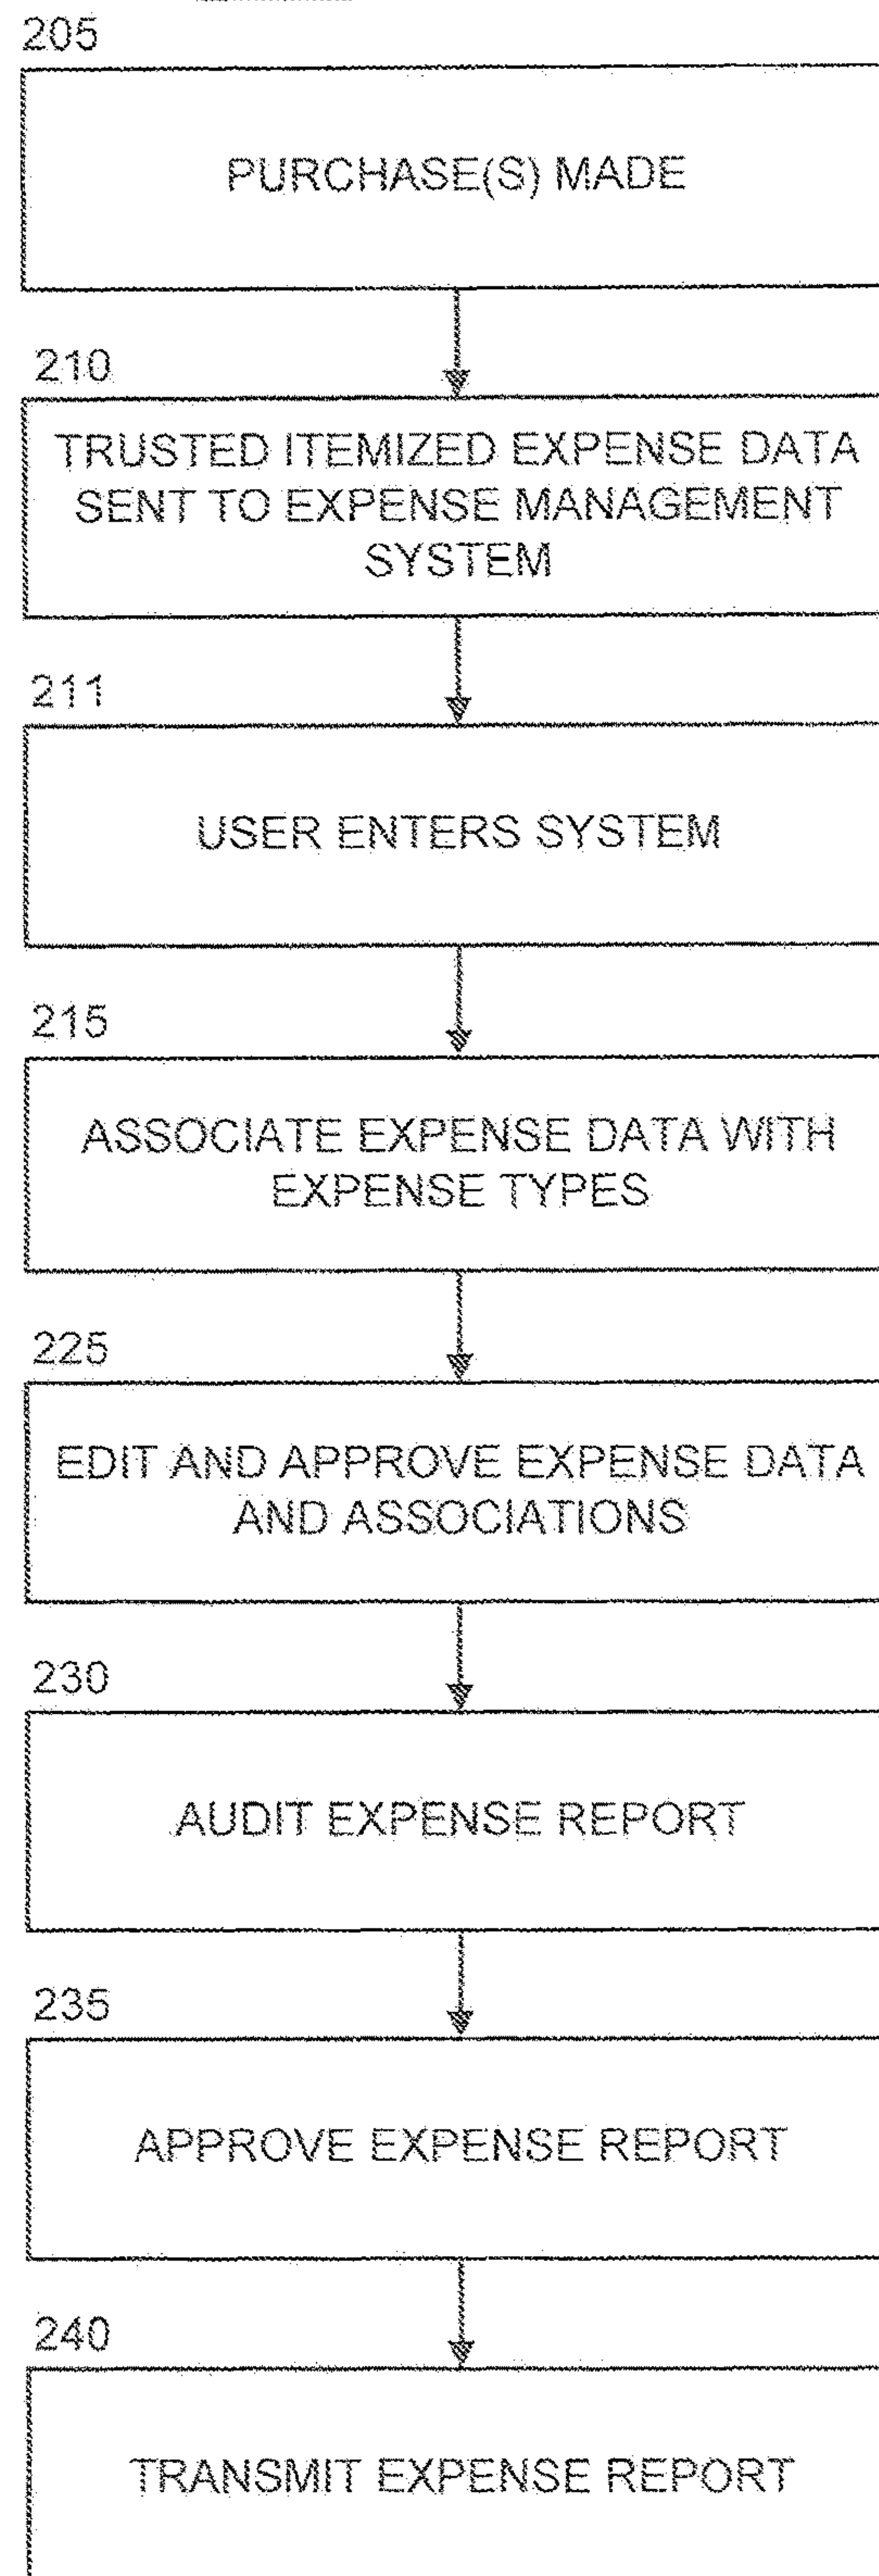 205
PURCHASE(S) MADE
210
TRUSTED ITEMIZED EXPENSE DATA
SENT TO EXPENSE MANAGEMENT
SYSTEM
211
USER ENTERS SYSTEM
215
ASSOCIATE EXPENSE DATA WITH
EXPENSE TYPES
225
EDIT AND APPROVE EXPENSE DATA
AND ASSOCIATIONS
230
AUDIT EXPENSE REPORT
235
APPROVE EXPENSE REPORT
240
TRANSMIT EXPENSE REPORT